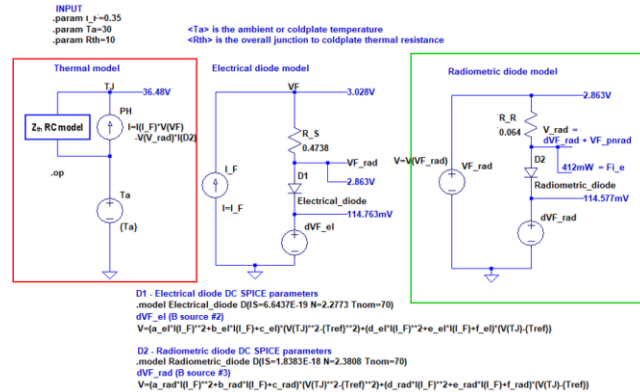 INPUT
.param I_F=0.35
.param Ta=30
.param Rth=10
<Ta> is the ambient or coldplate temperature
<Rth> is the overall junction to coldplate thermal resistance
Thermal model
TJ
36.48V
PH
Zth RC model
I=I(I_F)*V(VF)
-V(V_rad)*I(D2)
.op
Ta
{Ta}
Electrical diode model
VF
3.028V
R_S
0.4738
VF_rad
2.863V
D1
Electrical_diode
I_F
I=I_F
114.763mV
dVF_el
Radiometric diode model
2.863V
R_R
0.064
V_rad =
dVF_rad + VF_pnrad
V=V(VF_rad)
VF_rad
D2
412mW = Fi_e
Radiometric_diode
114.577mV
dVF_rad
D1 - Electrical diode DC SPICE parameters
.model Electrical_diode D(IS=6.6437E-19 N=2.2773 Tnom=70)
dVF_el (B source #2)
V=(a_el*I(I_F)**2+b_el*I(I_F)+c_el)*(V(TJ)**2-{Tref}**2)+(d_el*I(I_F)**2+e_el*I(I_F)+f_el)*(V(TJ)-{Tref})
D2 - Radiometric diode DC SPICE parameters
.model Radiometric_diode D(IS=1.8383E-18 N=2.3808 Tnom=70)
dVF_rad (B source #3)
V=(a_rad*I(I_F)**2+b_rad*I(I_F)+c_rad)*(V(TJ)**2-{Tref}**2)+(d_rad*I(I_F)**2+e_rad*I(I_F)+f_rad)*(V(TJ)-{Tref})